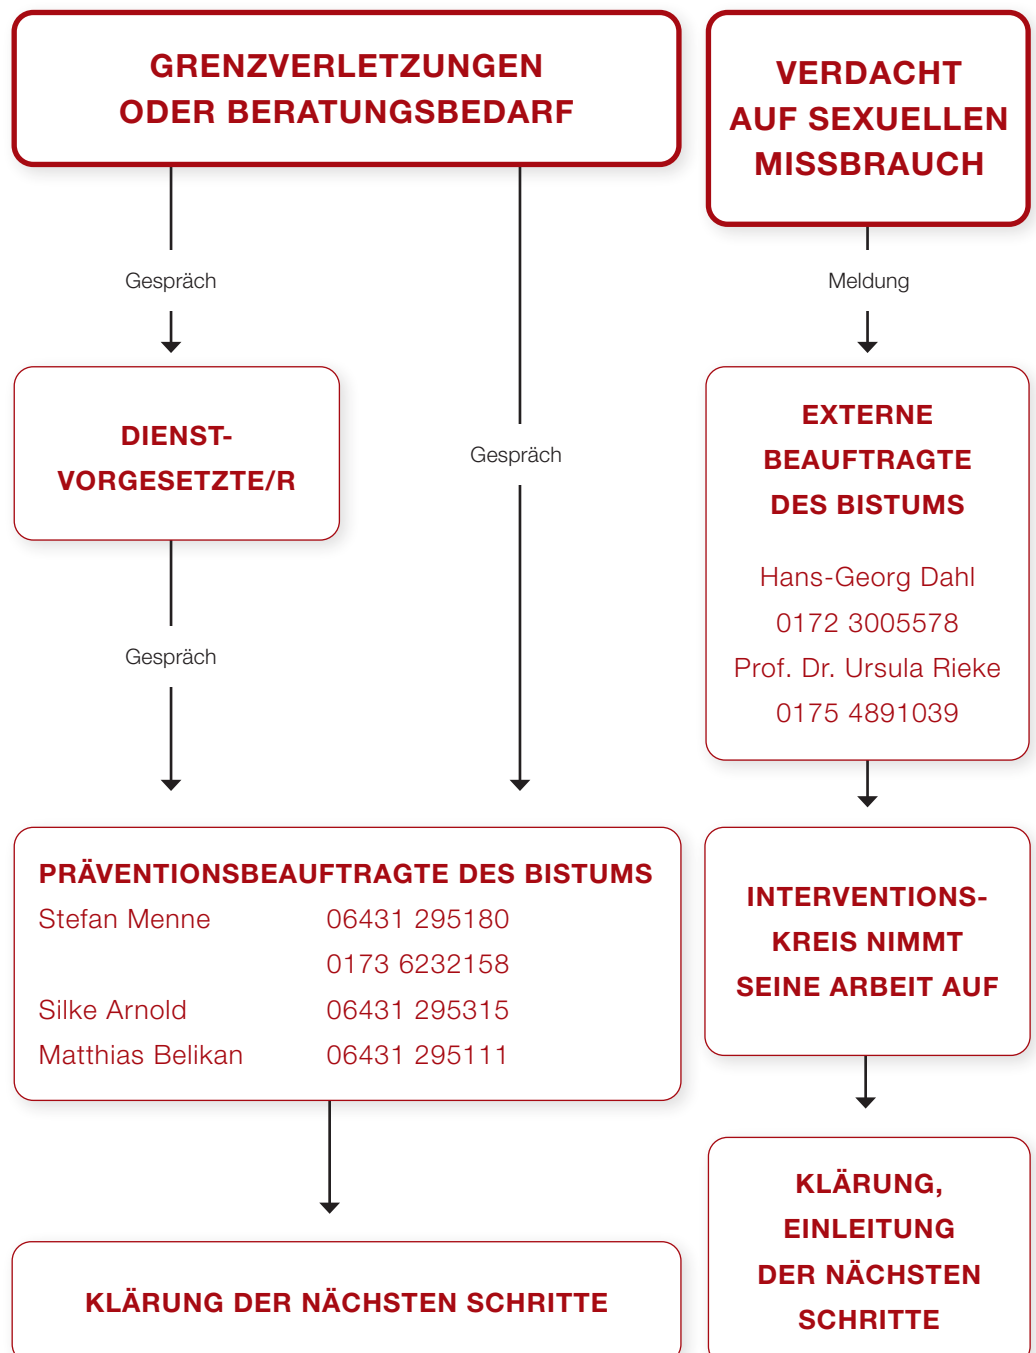 GRENZVERLETZUNGEN
ODER BERATUNGSBEDARF
Gespräch
DIENST-
VORGESETZTE/R
Gespräch
Gespräch
PRÄVENTIONSBEAUFTRAGTE DES BISTUMS
Stefan Menne 06431 295180
0173 6232158
Silke Arnold 06431 295315
Matthias Belikan 06431 295111
KLÄRUNG DER NÄCHSTEN SCHRITTE
VERDACHT
AUF SEXUELLEN
MISSBRAUCH
Meldung
EXTERNE
BEAUFTRAGTE
DES BISTUMS
Hans-Georg Dahl
0172 3005578
Prof. Dr. Ursula Rieke
0175 4891039
INTERVENTIONS-
KREIS NIMMT
SEINE ARBEIT AUF
KLÄRUNG,
EINLEITUNG
DER NÄCHSTEN
SCHRITTE